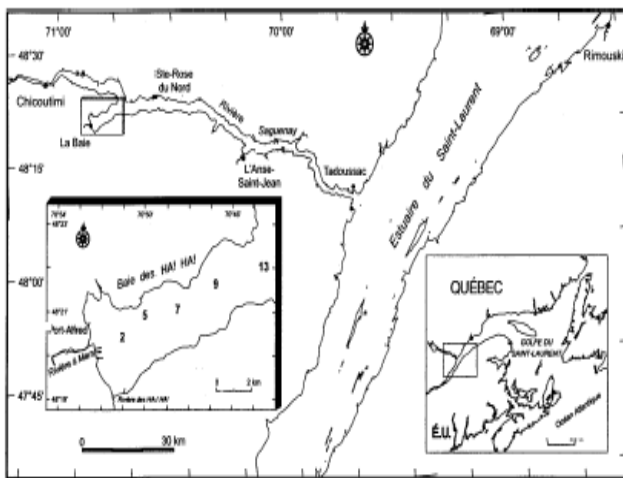 71°00'
70°00
69°00
48°30
Rimouski
Ste-Rose
du Nord
Chicoutimi
Rivière
Saguenay
La Baie
48°15'
L'Anse-
Saint-Jean
Tadoussac
Estuaire du Saint-Laurent
Baie des HA! HA!
13
9
7
5
2
Port-Alfred
Rivière à Mars
Rivière des HA! HA!
0 2 km
48°00
QUÉBEC
GOLFE DU
SAINT-LAURENT
Océan Atlantique
É.U.
47°45
0 30 km